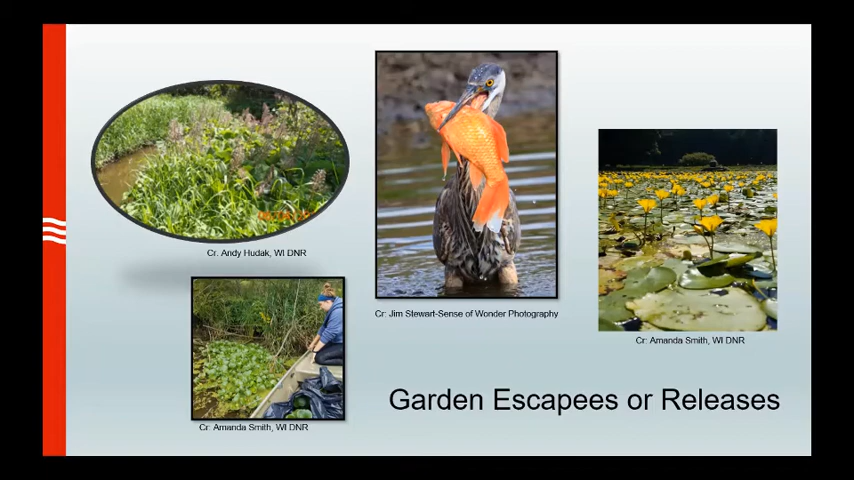 Cr. Andy Hudak, WI DNR
Cr: Jim Stewart-Sense of Wonder Photography
Cr: Amanda Smith, WI DNR
Cr: Amanda Smith, WI DNR
Garden Escapees or Releases